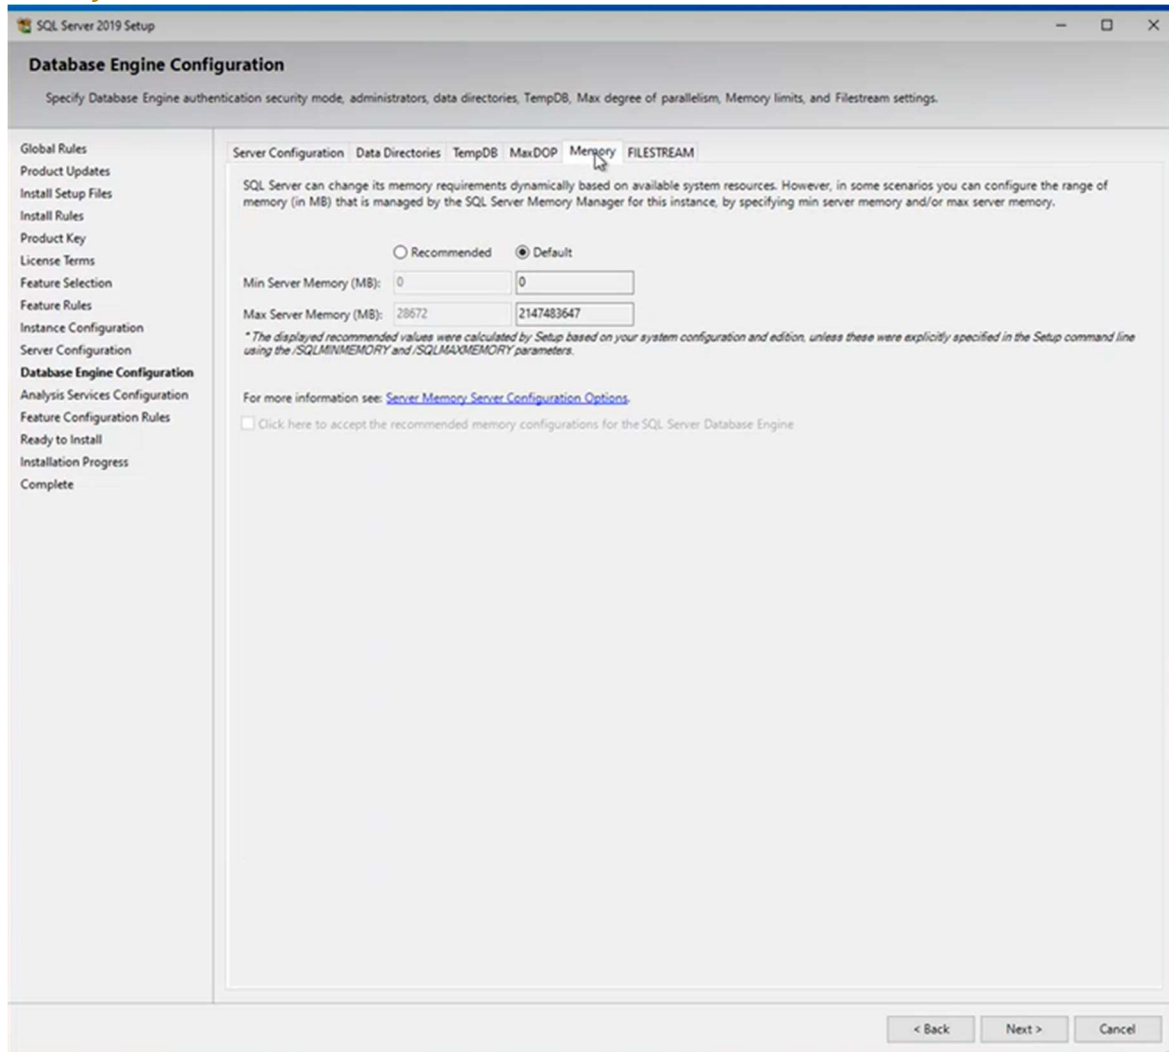 SQL Server 2019 Setup
Database Engine Configuration
Specify Database Engine authentication security mode, administrators, data directories, TempDB, Max degree of parallelism, Memory limits, and Filestream settings.
Global Rules
Product Updates
Install Setup Files
Install Rules
Product Key
License Terms
Feature Selection
Feature Rules
Instance Configuration
Server Configuration
Database Engine Configuration
Analysis Services Configuration
Feature Configuration Rules
Ready to Install
Installation Progress
Complete
Server Configuration Data Directories TempDB MaxDOP Memory FILESTREAM
SQL Server can change its memory requirements dynamically based on available system resources. However, in some scenarios you can configure the range of
memory (in MB) that is managed by the SQL Server Memory Manager for this instance, by specifying min server memory and/or max server memory.
Recommended Default
Min Server Memory (MB): 0 0
Max Server Memory (MB): 28672 2147483647
* The displayed recommended values were calculated by Setup based on your system configuration and edition, unless these were explicitly specified in the Setup command line
using the /SQLMINMEMORY and /SQLMAXMEMORY parameters.
For more information see: Server Memory Server Configuration Options.
Click here to accept the recommended memory configurations for the SQL Server Database Engine
< Back Next > Cancel